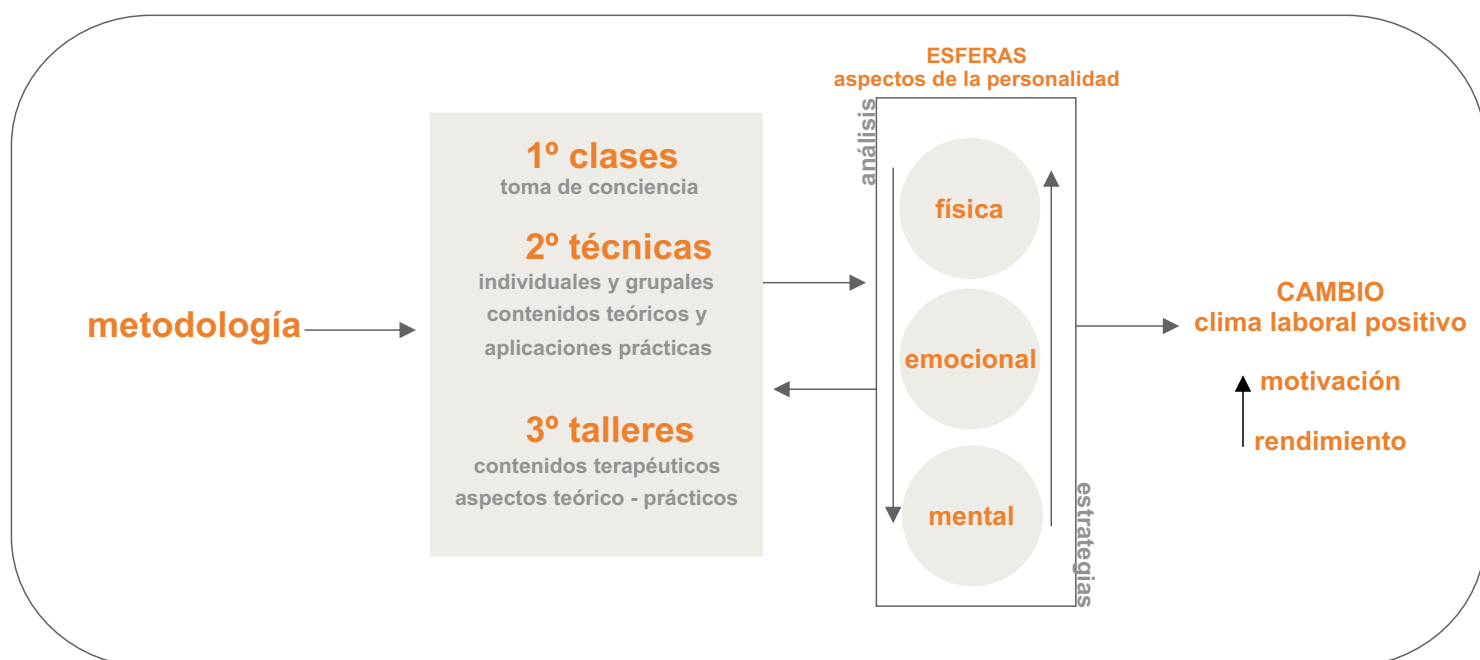 metodología
1º clases
toma de conciencia
2º técnicas
individuales y grupales
contenidos teóricos y
aplicaciones prácticas
3º talleres
contenidos terapéuticos
aspectos teórico - prácticos
ESFERAS
aspectos de la personalidad
análisis
física
emocional
mental
estrategias
CAMBIO
clima laboral positivo
motivación
rendimiento